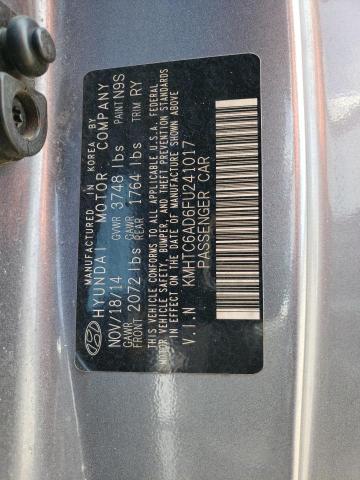 MANUFACTURED IN KOREA BY
HYUNDAI MOTOR COMPANY
NOV/18/14 GVWR 3748 lbs PAINT N9S
GAWR FRONT 2072 lbs GAWR REAR 1764 lbs TRIM RY
THIS VEHICLE CONFORMS TO ALL APPLICABLE U.S.A. FEDERAL
MOTOR VEHICLE SAFETY, BUMPER, AND THEFT PREVENTION
STANDARDS IN EFFECT ON THE DATE OF MANUFACTURE SHOWN ABOVE
V.I.N KMHTC6AD6FU241017
PASSENGER CAR